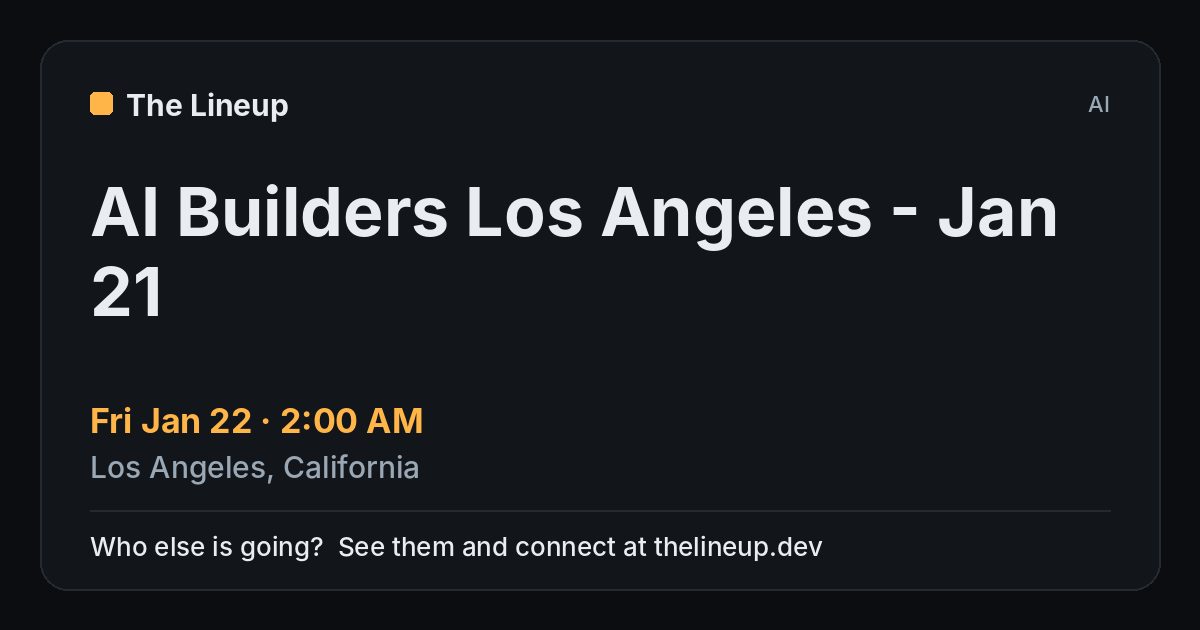 The Lineup
AI
AI Builders Los Angeles - Jan
21
Fri Jan 22 · 2:00 AM
Los Angeles, California
Who else is going? See them and connect at thelineup.dev